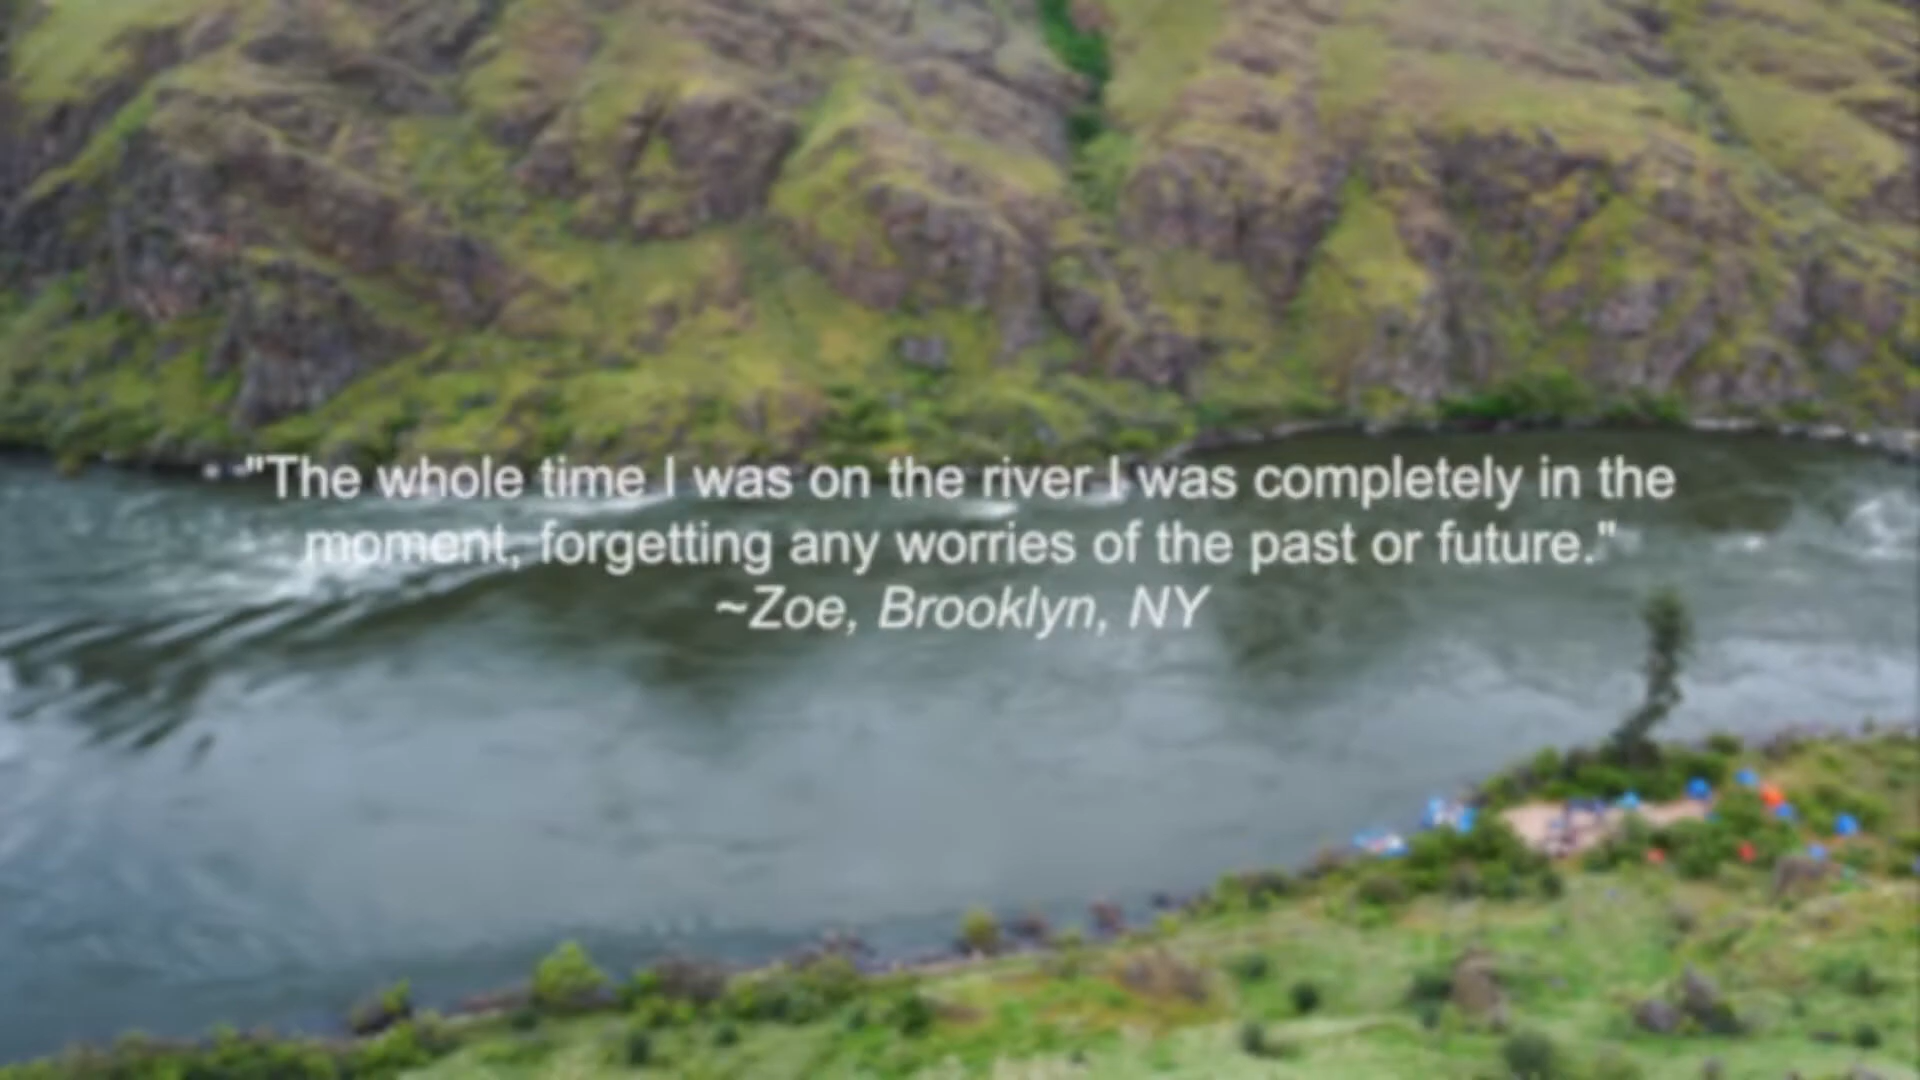 "The whole time I was on the river I was completely in the
moment, forgetting any worries of the past or future."
~Zoe, Brooklyn, NY